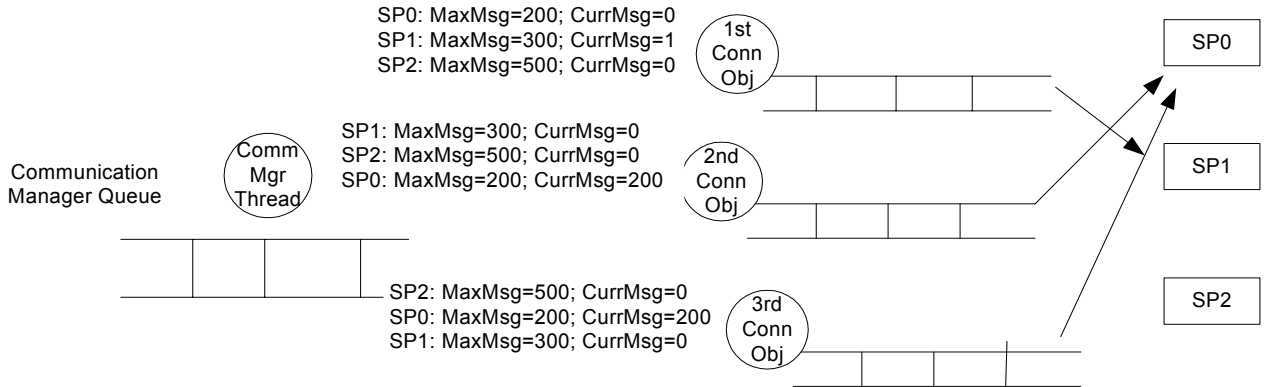 SP0: MaxMsg=200; CurrMsg=0
SP1: MaxMsg=300; CurrMsg=1
SP2: MaxMsg=500; CurrMsg=0
1st
Conn
Obj
SP0
Communication
Manager Queue
Comm
Mgr
Thread
SP1: MaxMsg=300; CurrMsg=0
SP2: MaxMsg=500; CurrMsg=0
SP0: MaxMsg=200; CurrMsg=200
2nd
Conn
Obj
SP1
SP2: MaxMsg=500; CurrMsg=0
SP0: MaxMsg=200; CurrMsg=200
SP1: MaxMsg=300; CurrMsg=0
3rd
Conn
Obj
SP2